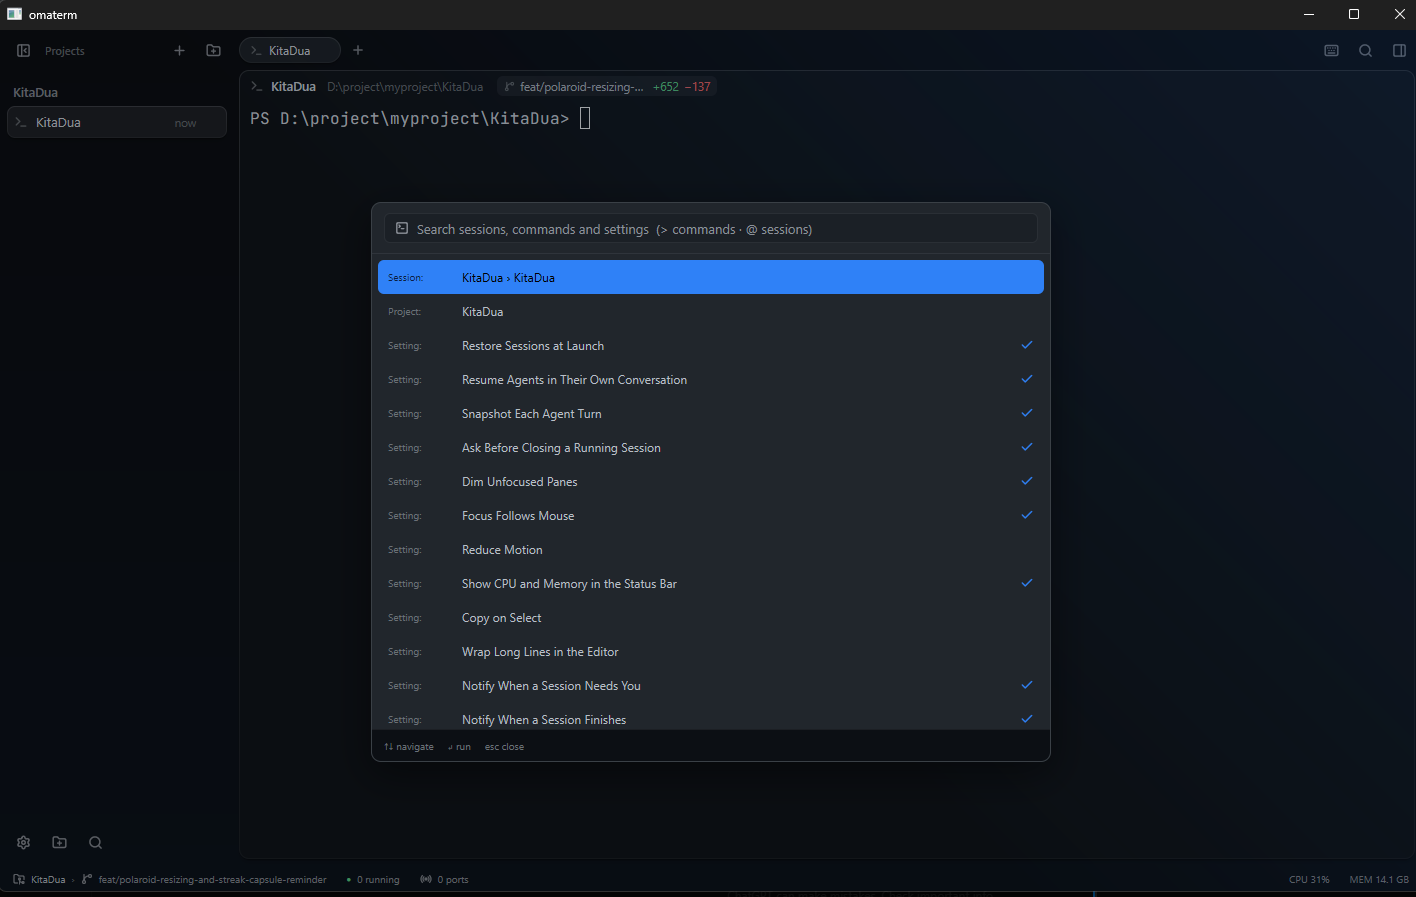 omaterm
Projects
KitaDua
KitaDua
KitaDua now
KitaDua D:\project\myproject\KitaDua feat/polaroid-resizing-... +652 −137
PS D:\project\myproject\KitaDua>
Search sessions, commands and settings (> commands · @ sessions)
Session: KitaDua › KitaDua
Project: KitaDua
Setting: Restore Sessions at Launch
Setting: Resume Agents in Their Own Conversation
Setting: Snapshot Each Agent Turn
Setting: Ask Before Closing a Running Session
Setting: Dim Unfocused Panes
Setting: Focus Follows Mouse
Setting: Reduce Motion
Setting: Show CPU and Memory in the Status Bar
Setting: Copy on Select
Setting: Wrap Long Lines in the Editor
Setting: Notify When a Session Needs You
Setting: Notify When a Session Finishes
↑↓ navigate ↲ run esc close
KitaDua › feat/polaroid-resizing-and-streak-capsule-reminder • 0 running 0 ports CPU 31% MEM 14.1 GB